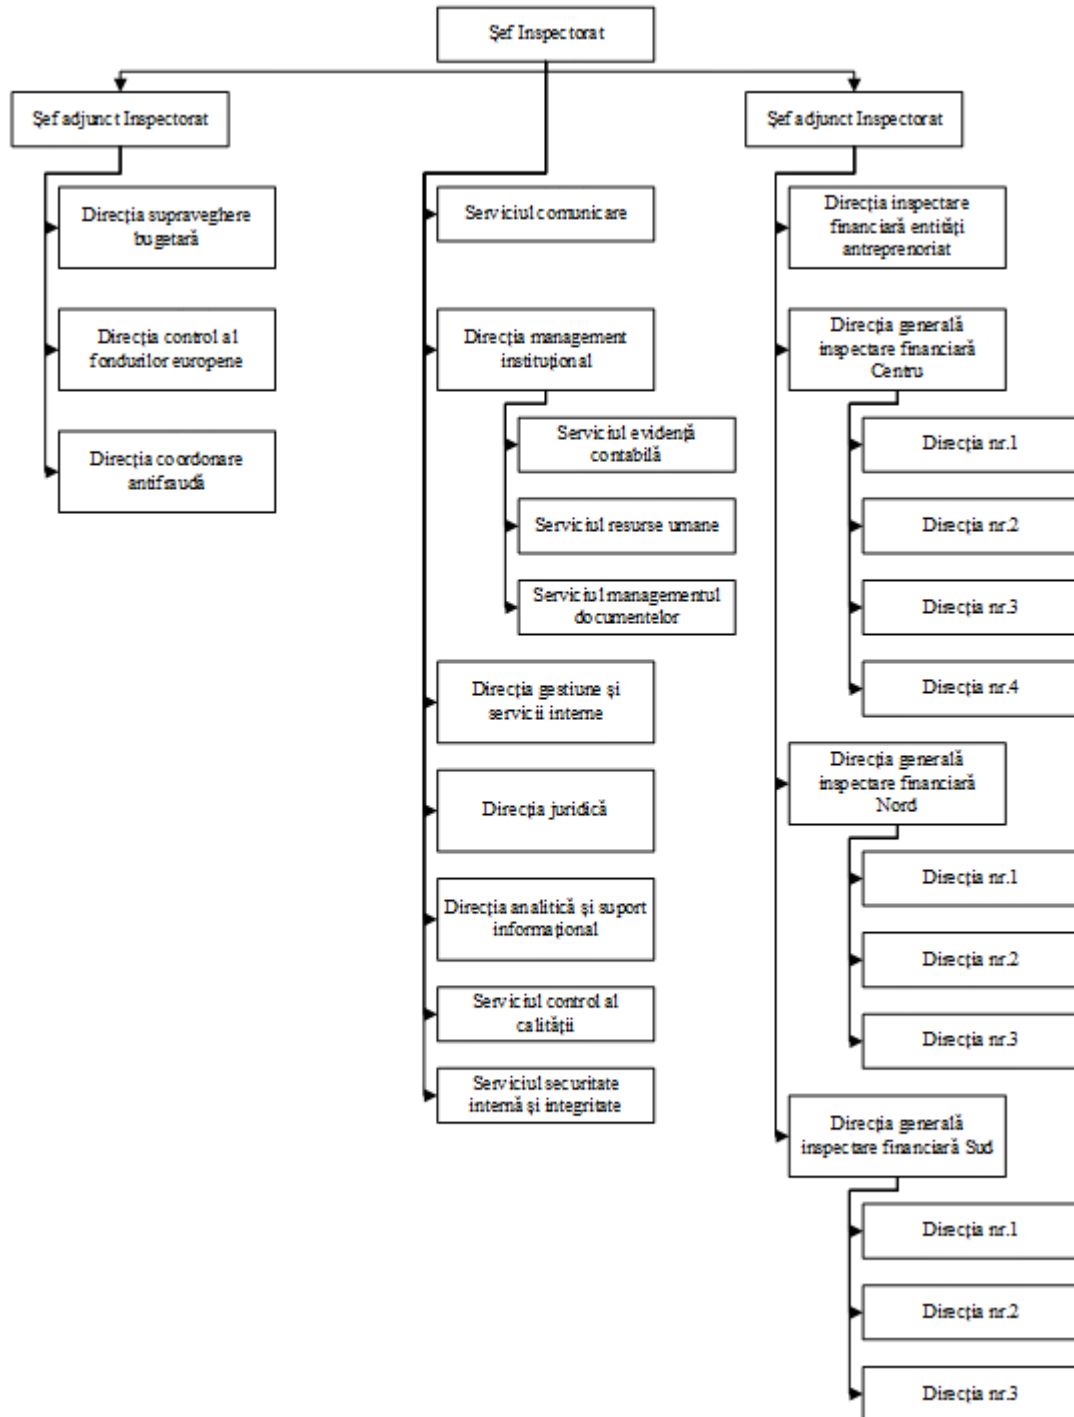 Şef Inspectorat
Şef adjunct Inspectorat
Direcţia supraveghere
bugetară
Direcţia control al
fondurilor europene
Direcţia coordonare
antifraudă
Serviciul comunicare
Direcţia management
instituţional
Serviciul evidenţă
contabilă
Serviciul resurse umane
Serviciul managementul
documentelor
Direcţia gestiune şi
servicii interne
Direcţia juridică
Direcţia analitică şi suport
informaţional
Serviciul control al
calităţii
Serviciul securitate
internă şi integritate
Şef adjunct Inspectorat
Direcţia inspectare
financiară entităţi
antreprenoriat
Direcţia generală
inspectare financiară
Centru
Direcţia nr.1
Direcţia nr.2
Direcţia nr.3
Direcţia nr.4
Direcţia generală
inspectare financiară
Nord
Direcţia nr.1
Direcţia nr.2
Direcţia nr.3
Direcţia generală
inspectare financiară Sud
Direcţia nr.1
Direcţia nr.2
Direcţia nr.3